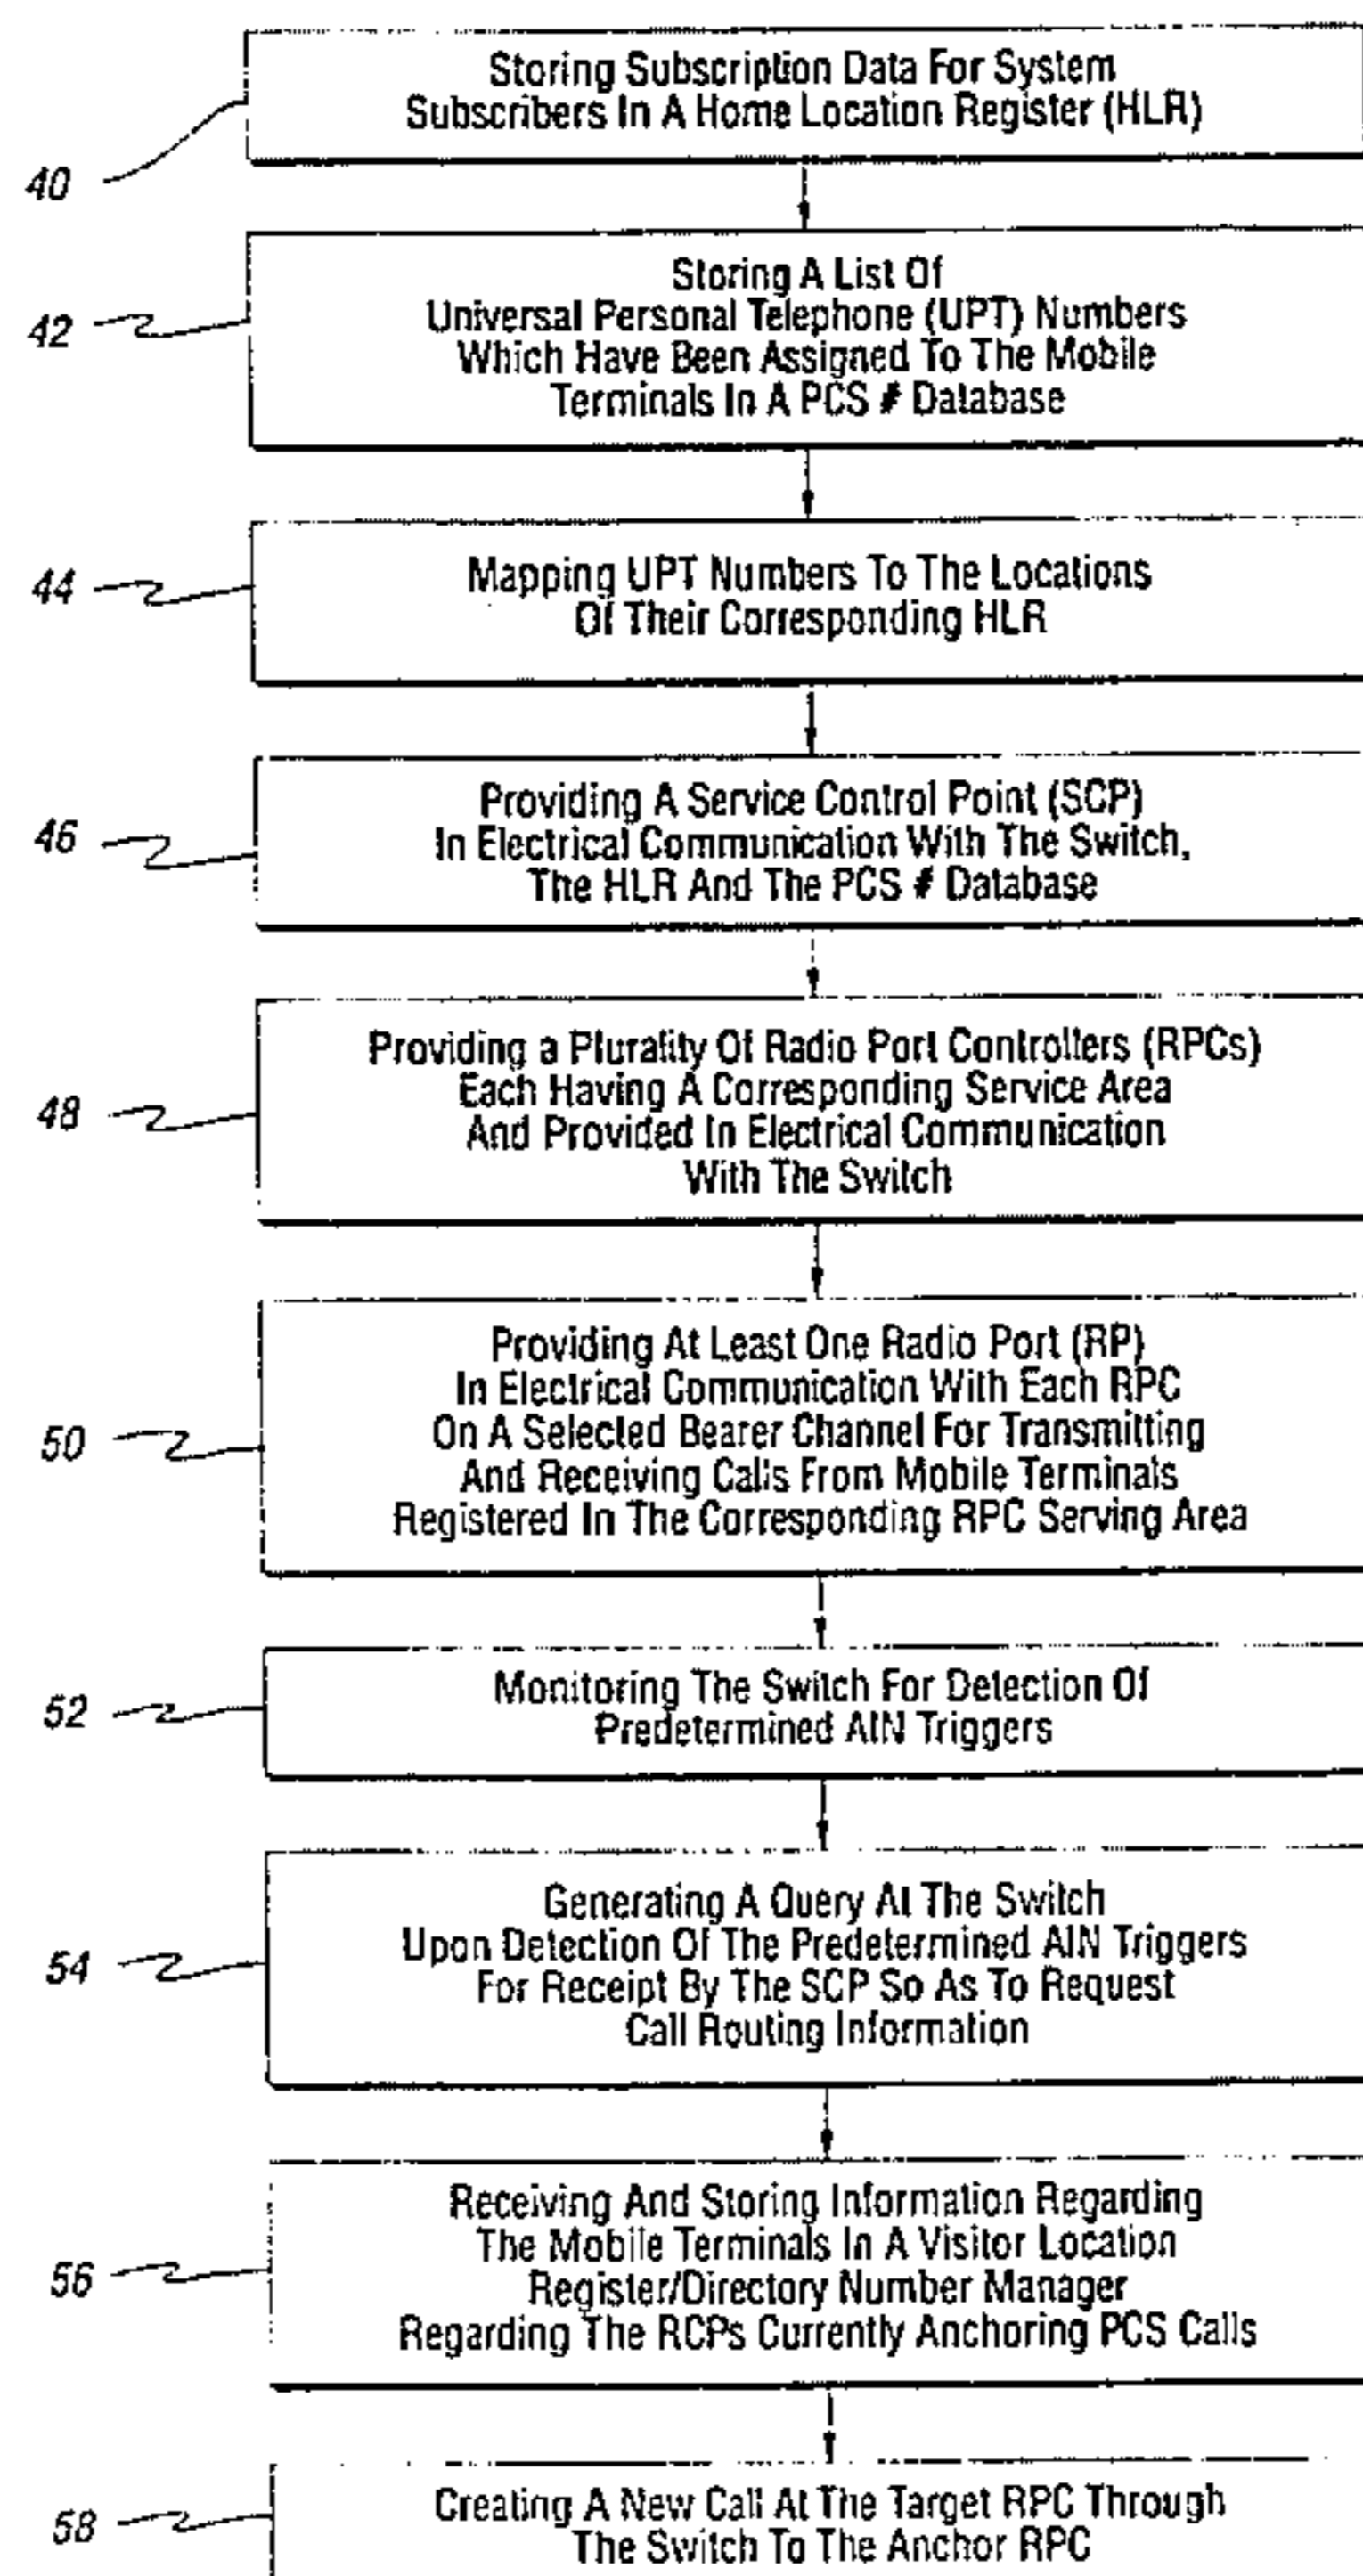 Storing Subscription Data For System
Subscribers In A Home Location Register (HLR)
40
Storing A List Of
Universal Personal Telephone (UPT) Numbers
Which Have Been Assigned To The Mobile
Terminals In A PCS # Database
42
Mapping UPT Numbers To The Locations
Of Their Corresponding HLR
44
Providing A Service Control Point (SCP)
In Electrical Communication With The Switch,
The HLR And The PCS # Database
46
Providing a Plurality Of Radio Port Controllers (RPCs)
Each Having A Corresponding Service Area
And Provided In Electrical Communication
With The Switch
48
Providing At Least One Radio Port (RP)
In Electrical Communication With Each RPC
On A Selected Bearer Channel For Transmitting
And Receiving Calls From Mobile Terminals
Registered In The Corresponding RPC Serving Area
50
Monitoring The Switch For Detection Of
Predetermined AIN Triggers
52
Generating A Query At The Switch
Upon Detection Of The Predetermined AIN Triggers
For Receipt By The SCP So As To Request
Call Routing Information
54
Receiving And Storing Information Regarding
The Mobile Terminals In A Visitor Location
Register/Directory Number Manager
Regarding The RCPs Currently Anchoring PCS Calls
56
Creating A New Call At The Target RPC Through
The Switch To The Anchor RPC
58